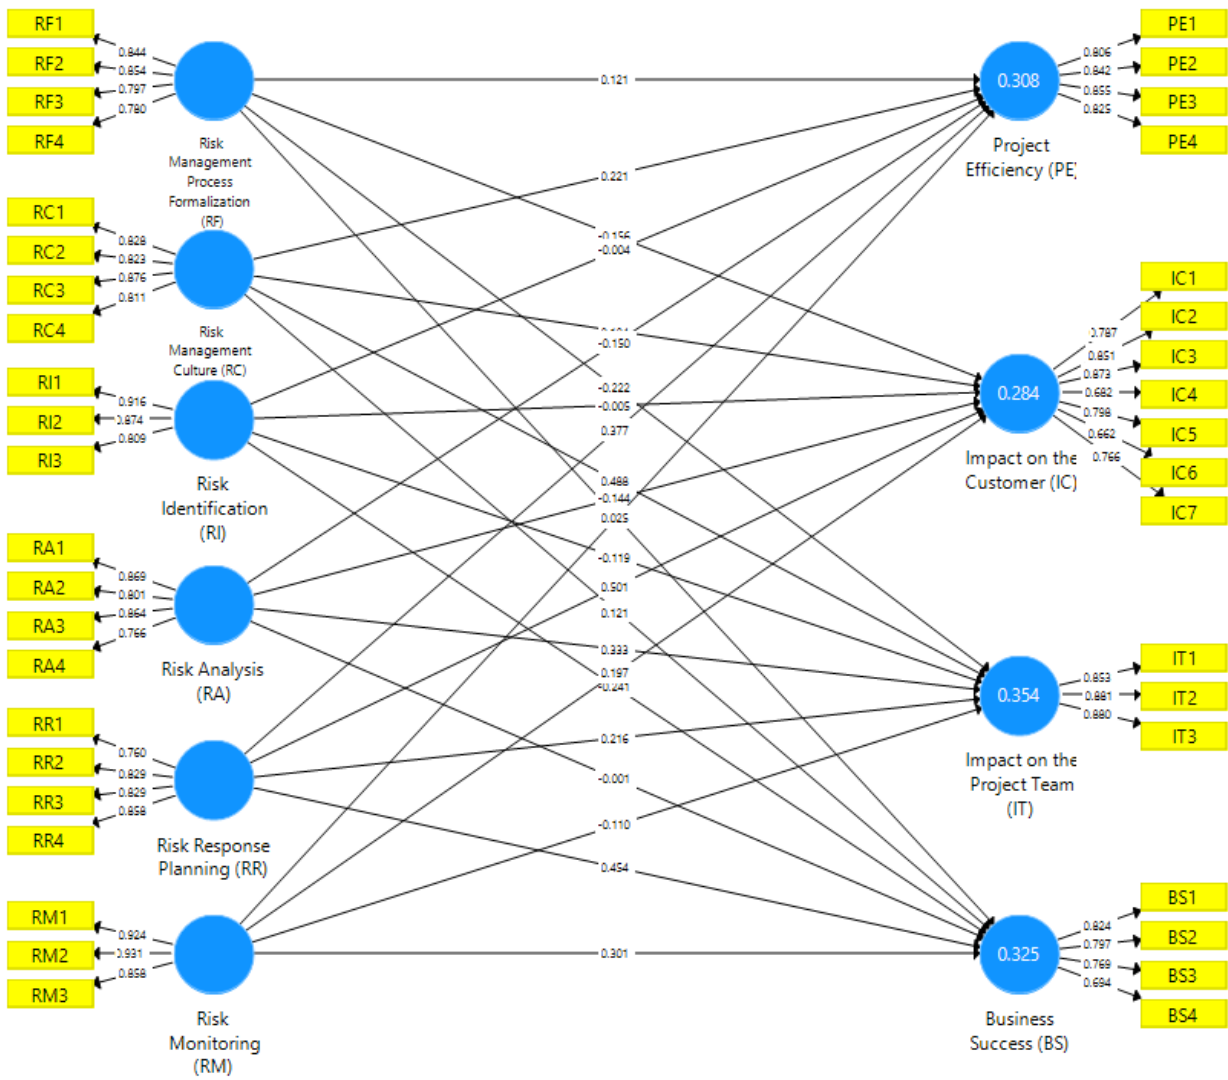 RF1
RF2
RF3
RF4
0.844
0.854
0.797
0.780
Risk
Management
Process
Formalization
(RF)
RC1
RC2
RC3
RC4
0.828
0.823
0.876
0.811
Risk
Management
Culture (RC)
RI1
RI2
RI3
0.916
0.874
0.809
Risk
Identification
(RI)
RA1
RA2
RA3
RA4
0.869
0.801
0.864
0.766
Risk Analysis
(RA)
RR1
RR2
RR3
RR4
0.760
0.829
0.829
0.858
Risk Response
Planning (RR)
RM1
RM2
RM3
0.924
0.931
0.858
Risk
Monitoring
(RM)
0.121
0.221
-0.156
-0.004
-0.150
-0.222
-0.005
0.377
0.488
-0.144
0.025
-0.119
0.501
0.121
0.333
0.197
-0.241
0.216
-0.001
-0.110
0.454
0.301
0.308
Project
Efficiency (PE)
0.806
0.842
0.855
0.825
PE1
PE2
PE3
PE4
0.284
Impact on the
Customer (IC)
0.787
0.851
0.873
0.682
0.798
0.662
0.766
IC1
IC2
IC3
IC4
IC5
IC6
IC7
0.354
Impact on the
Project Team
(IT)
0.853
0.881
0.880
IT1
IT2
IT3
0.325
Business
Success (BS)
0.824
0.797
0.769
0.694
BS1
BS2
BS3
BS4